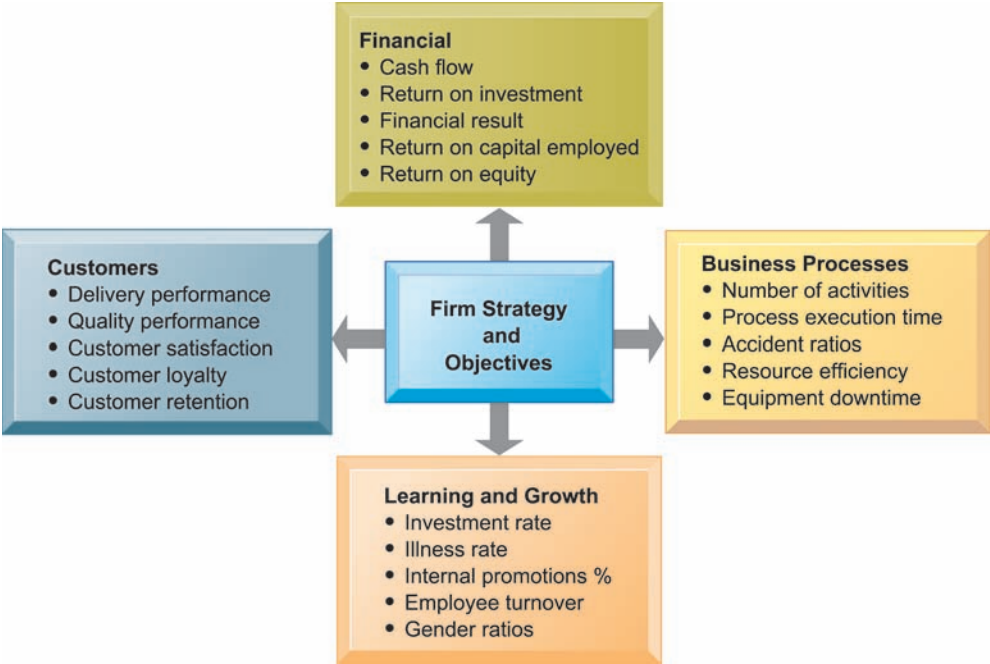 Financial
• Cash flow
• Return on investment
• Financial result
• Return on capital employed
• Return on equity
Customers
• Delivery performance
• Quality performance
• Customer satisfaction
• Customer loyalty
• Customer retention
Firm Strategy
and
Objectives
Business Processes
• Number of activities
• Process execution time
• Accident ratios
• Resource efficiency
• Equipment downtime
Learning and Growth
• Investment rate
• Illness rate
• Internal promotions %
• Employee turnover
• Gender ratios